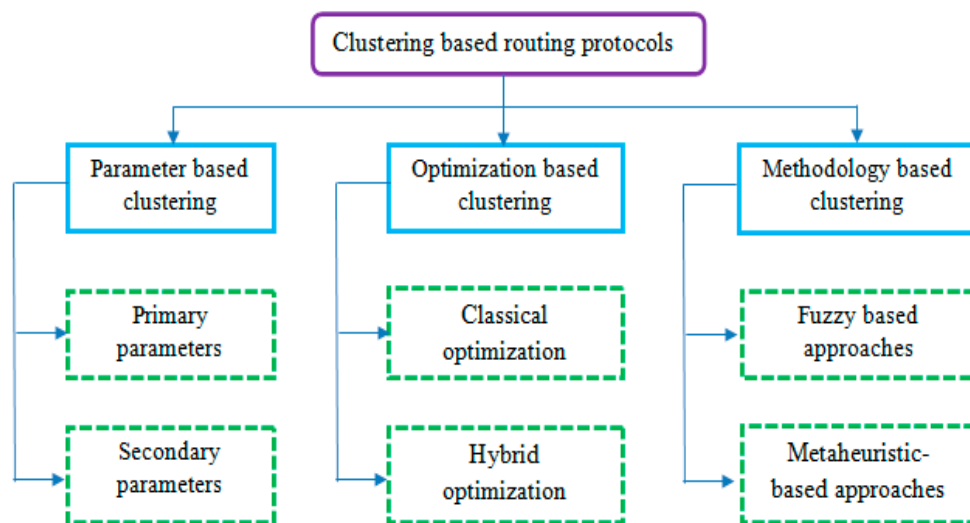 Clustering based routing protocols
Parameter based
clustering
Optimization based
clustering
Methodology based
clustering
Primary
parameters
Classical
optimization
Fuzzy based
approaches
Secondary
parameters
Hybrid
optimization
Metaheuristic-
based approaches